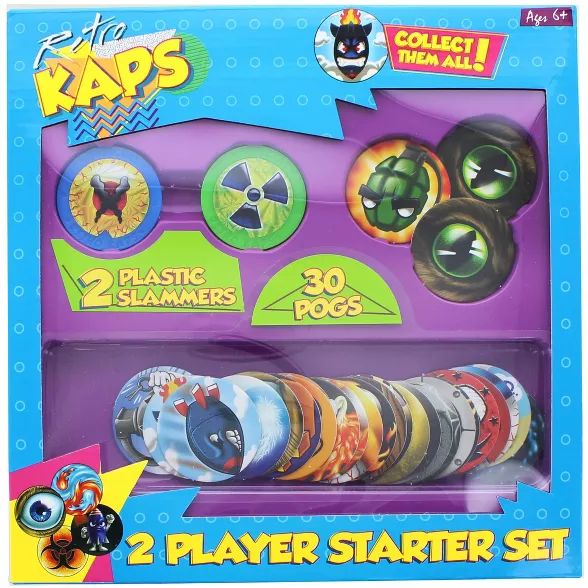 Retro
KAPS
COLLECT
THEM ALL!
Ages 6+
2 PLASTIC
SLAMMERS
30
POGS
2 PLAYER STARTER SET